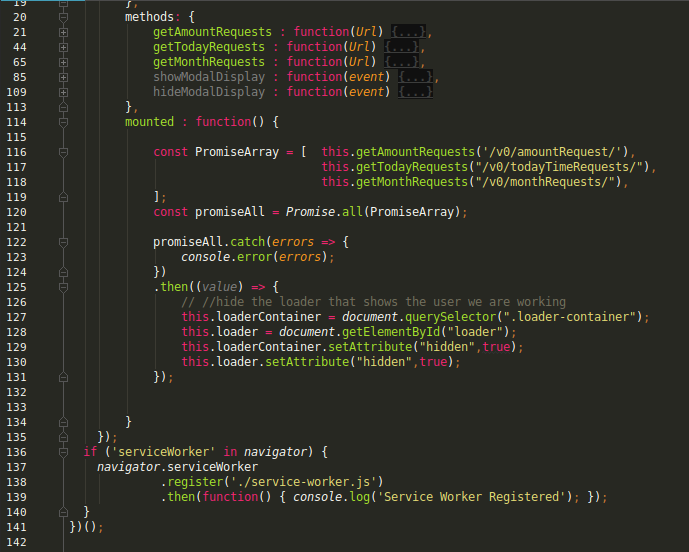 19 },
20 methods: {
21 getAmountRequests : function(Url) {...},
44 getTodayRequests : function(Url) {...},
65 getMonthRequests : function(Url) {...},
85 showModalDisplay : function(event) {...},
109 hideModalDisplay : function(event) {...}
113 },
114 mounted : function() {
115
116 const PromiseArray = [ this.getAmountRequests('/v0/amountRequest/'),
117 this.getTodayRequests("/v0/todayTimeRequests/"),
118 this.getMonthRequests("/v0/monthRequests/"),
119 ];
120 const promiseAll = Promise.all(PromiseArray);
121
122 promiseAll.catch(errors => {
123 console.error(errors);
124 })
125 .then((value) => {
126 // //hide the loader that shows the user we are working
127 this.loaderContainer = document.querySelector(".loader-container");
128 this.loader = document.getElementById("loader");
129 this.loaderContainer.setAttribute("hidden",true);
130 this.loader.setAttribute("hidden",true);
131 });
132
133
134 }
135 });
136 if ('serviceWorker' in navigator) {
137 navigator.serviceWorker
138 .register('./service-worker.js')
139 .then(function() { console.log('Service Worker Registered'); });
140 }
141 })();
142